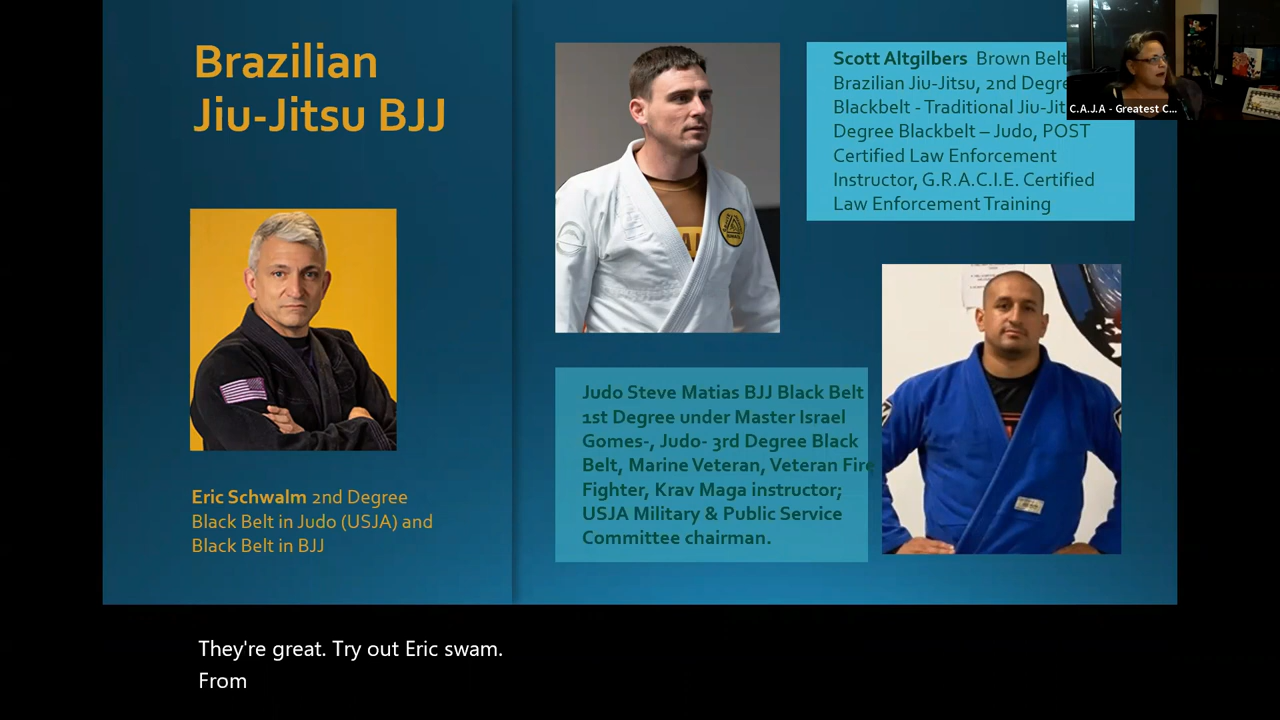 Brazilian
Jiu-Jitsu BJJ
Eric Schwalm 2nd Degree
Black Belt in Judo (USJA) and
Black Belt in BJJ
Scott Altgilbers Brown Belt
Brazilian Jiu-Jitsu, 2nd Degre
Blackbelt - Traditional Jiu-Jit
Degree Blackbelt – Judo, POST
Certified Law Enforcement
Instructor, G.R.A.C.I.E. Certified
Law Enforcement Training
C.A.J.A - Greatest C...
Judo Steve Matias BJJ Black Belt
1st Degree under Master Israel
Gomes-, Judo- 3rd Degree Black
Belt, Marine Veteran, Veteran Fire
Fighter, Krav Maga instructor;
USJA Military & Public Service
Committee chairman.
They're great. Try out Eric swam.
From